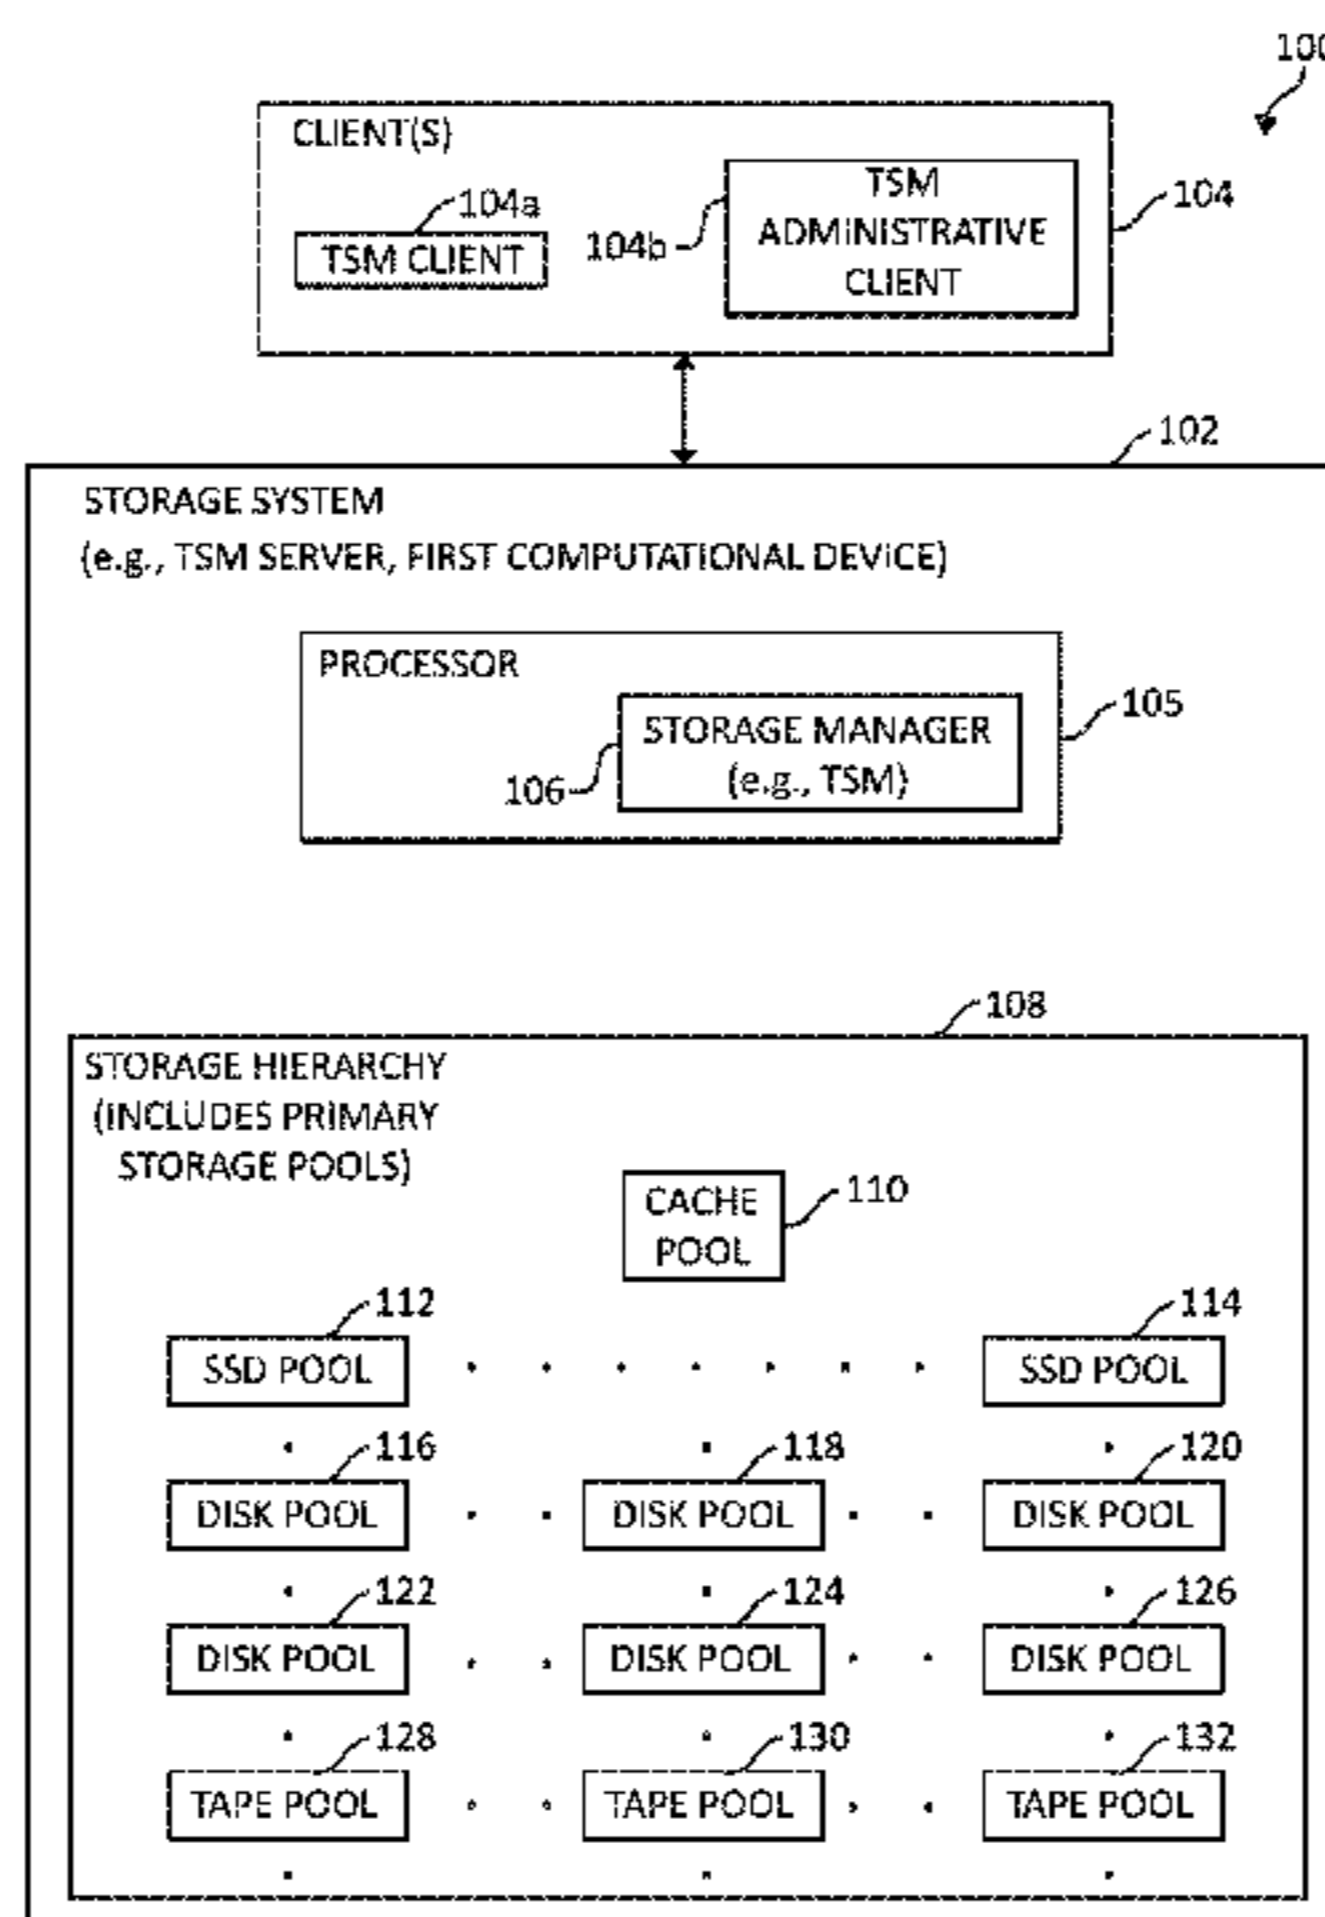 100
CLIENT(S)
104a
TSM CLIENT
104b
TSM
ADMINISTRATIVE
CLIENT
104
102
STORAGE SYSTEM
(e.g., TSM SERVER, FIRST COMPUTATIONAL DEVICE)
PROCESSOR
105
STORAGE MANAGER
(e.g., TSM)
106
108
STORAGE HIERARCHY
(INCLUDES PRIMARY
STORAGE POOLS)
CACHE
POOL
110
112
114
SSD POOL
SSD POOL
116
118
120
DISK POOL
DISK POOL
DISK POOL
122
124
126
DISK POOL
DISK POOL
DISK POOL
128
130
132
TAPE POOL
TAPE POOL
TAPE POOL